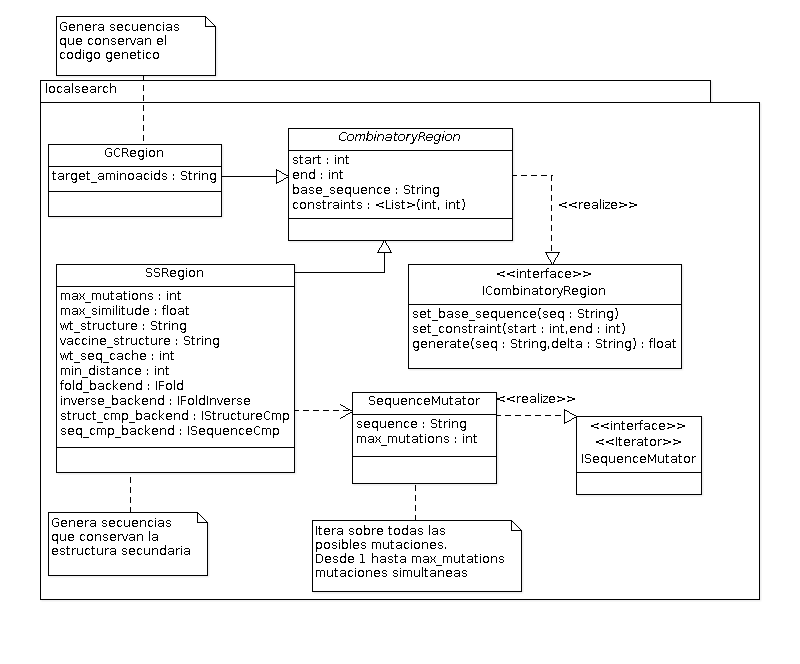 Genera secuencias
que conservan el
codigo genetico
localsearch
GCRegion
target_aminoacids : String
CombinatoryRegion
start : int
end : int
base_sequence : String
constraints : <List>(int, int)
<<realize>>
SSRegion
max_mutations : int
max_similitude : float
wt_structure : String
vaccine_structure : String
wt_seq_cache : int
min_distance : int
fold_backend : IFold
inverse_backend : IFoldInverse
struct_cmp_backend : IStructureCmp
seq_cmp_backend : ISequenceCmp
<<interface>>
ICombinatoryRegion
set_base_sequence(seq : String)
set_constraint(start : int,end : int)
generate(seq : String,delta : String) : float
SequenceMutator
sequence : String
max_mutations : int
<<realize>>
<<interface>>
<<Iterator>>
ISequenceMutator
Genera secuencias
que conservan la
estructura secundaria
Itera sobre todas las
posibles mutaciones.
Desde 1 hasta max_mutations
mutaciones simultaneas